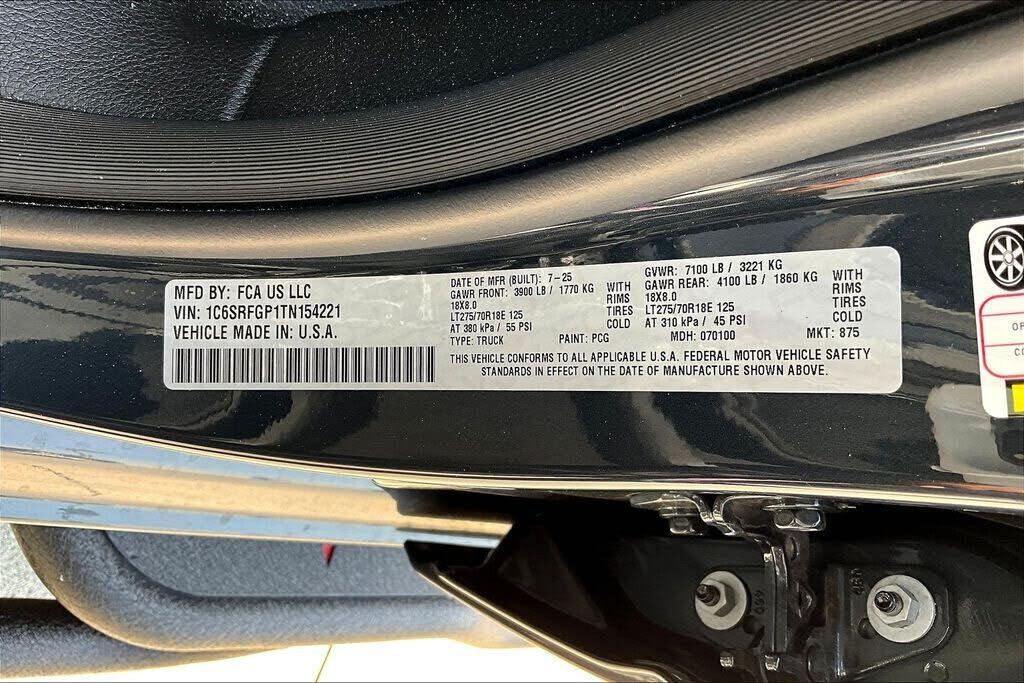 MFD BY: FCA US LLC
VIN: 1C6SRFGP1TN154221
VEHICLE MADE IN U.S.A.
DATE OF MFR (BUILT): 7-25
GAWR FRONT: 3900 LB / 1770 KG WITH
18X8.0 RIMS
LT275/70R18E 125 TIRES
AT 380 kPa / 55 PSI COLD
TYPE: TRUCK PAINT: PCG
GVWR: 7100 LB / 3221 KG
GAWR REAR: 4100 LB / 1860 KG WITH
18X8.0 RIMS
LT275/70R18E 125 TIRES
AT 310 kPa / 45 PSI COLD
MDH: 070100 MKT: 875
THIS VEHICLE CONFORMS TO ALL APPLICABLE U.S.A. FEDERAL MOTOR VEHICLE SAFETY
STANDARDS IN EFFECT ON THE DATE OF MANUFACTURE SHOWN ABOVE.